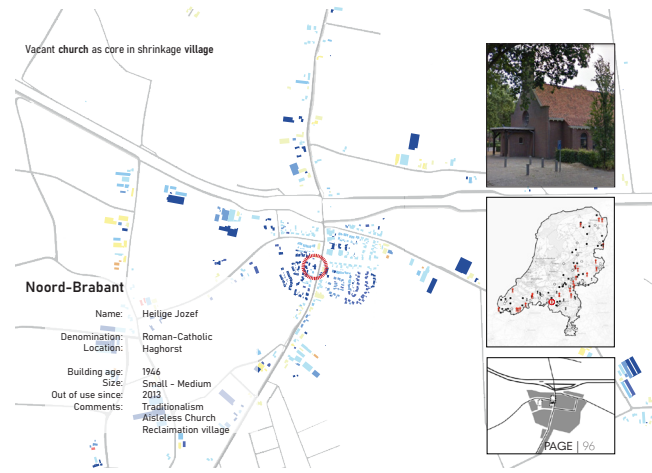 Vacant church as core in shrinkage village
Noord-Brabant
Name: Heilige Jozef
Denomination: Roman-Catholic
Location: Haghorst
Building age: 1946
Size: Small - Medium
Out of use since: 2013
Comments: Traditionalism
Aisleless Church
Reclamation village
PAGE | 96